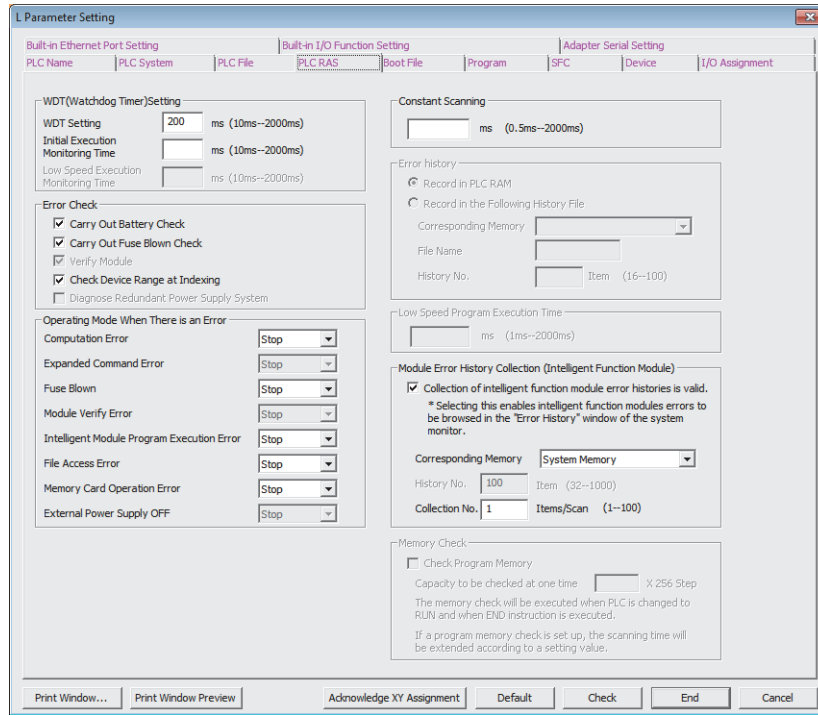 L Parameter Setting
Built-in Ethernet Port Setting Built-in I/O Function Setting Adapter Serial Setting
PLC Name PLC System PLC File PLC RAS Boot File Program SFC Device I/O Assignment
WDT(Watchdog Timer)Setting
WDT Setting 200 ms (10ms--2000ms)
Initial Execution
Monitoring Time ms (10ms--2000ms)
Low Speed Execution
Monitoring Time ms (10ms--2000ms)
Error Check
Carry Out Battery Check
Carry Out Fuse Blown Check
Verify Module
Check Device Range at Indexing
Diagnose Redundant Power Supply System
Operating Mode When There is an Error
Computation Error Stop
Expanded Command Error Stop
Fuse Blown Stop
Module Verify Error Stop
Intelligent Module Program Execution Error Stop
File Access Error Stop
Memory Card Operation Error Stop
External Power Supply OFF Stop
Constant Scanning
ms (0.5ms--2000ms)
Error history
Record in PLC RAM
Record in the Following History File
Corresponding Memory
File Name
History No. Item (16--100)
Low Speed Program Execution Time
ms (1ms--2000ms)
Module Error History Collection (Intelligent Function Module)
Collection of intelligent function module error histories is valid.
* Selecting this enables intelligent function modules errors to
be browsed in the "Error History" window of the system
monitor.
Corresponding Memory System Memory
History No. 100 Item (32--1000)
Collection No. 1 Items/Scan (1--100)
Memory Check
Check Program Memory
Capacity to be checked at one time X 256 Step
The memory check will be executed when PLC is changed to
RUN and when END instruction is executed.
If a program memory check is set up, the scanning time will
be extended according to a setting value.
Print Window... Print Window Preview Acknowledge XY Assignment Default Check End Cancel